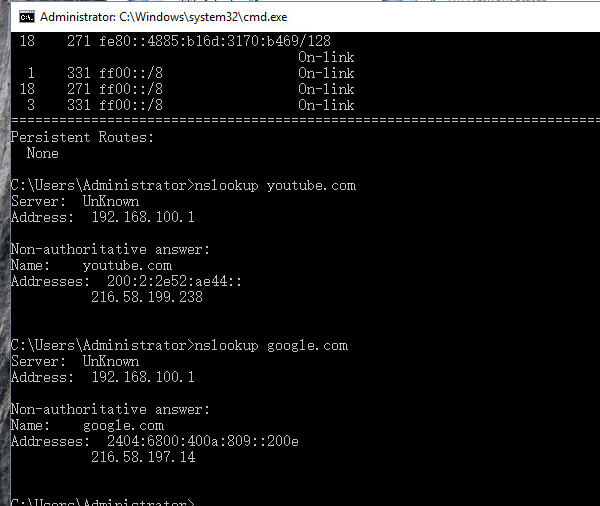 Administrator: C:\Windows\system32\cmd.exe
18 271 fe80::4885:b16d:3170:b469/128
On-link
1 331 ff00::/8 On-link
18 271 ff00::/8 On-link
3 331 ff00::/8 On-link
===========================================================================
Persistent Routes:
None
C:\Users\Administrator>nslookup youtube.com
Server: UnKnown
Address: 192.168.100.1
Non-authoritative answer:
Name: youtube.com
Addresses: 200:2:2e52:ae44::
216.58.199.238
C:\Users\Administrator>nslookup google.com
Server: UnKnown
Address: 192.168.100.1
Non-authoritative answer:
Name: google.com
Addresses: 2404:6800:400a:809::200e
216.58.197.14
C:\Users\Administrator>